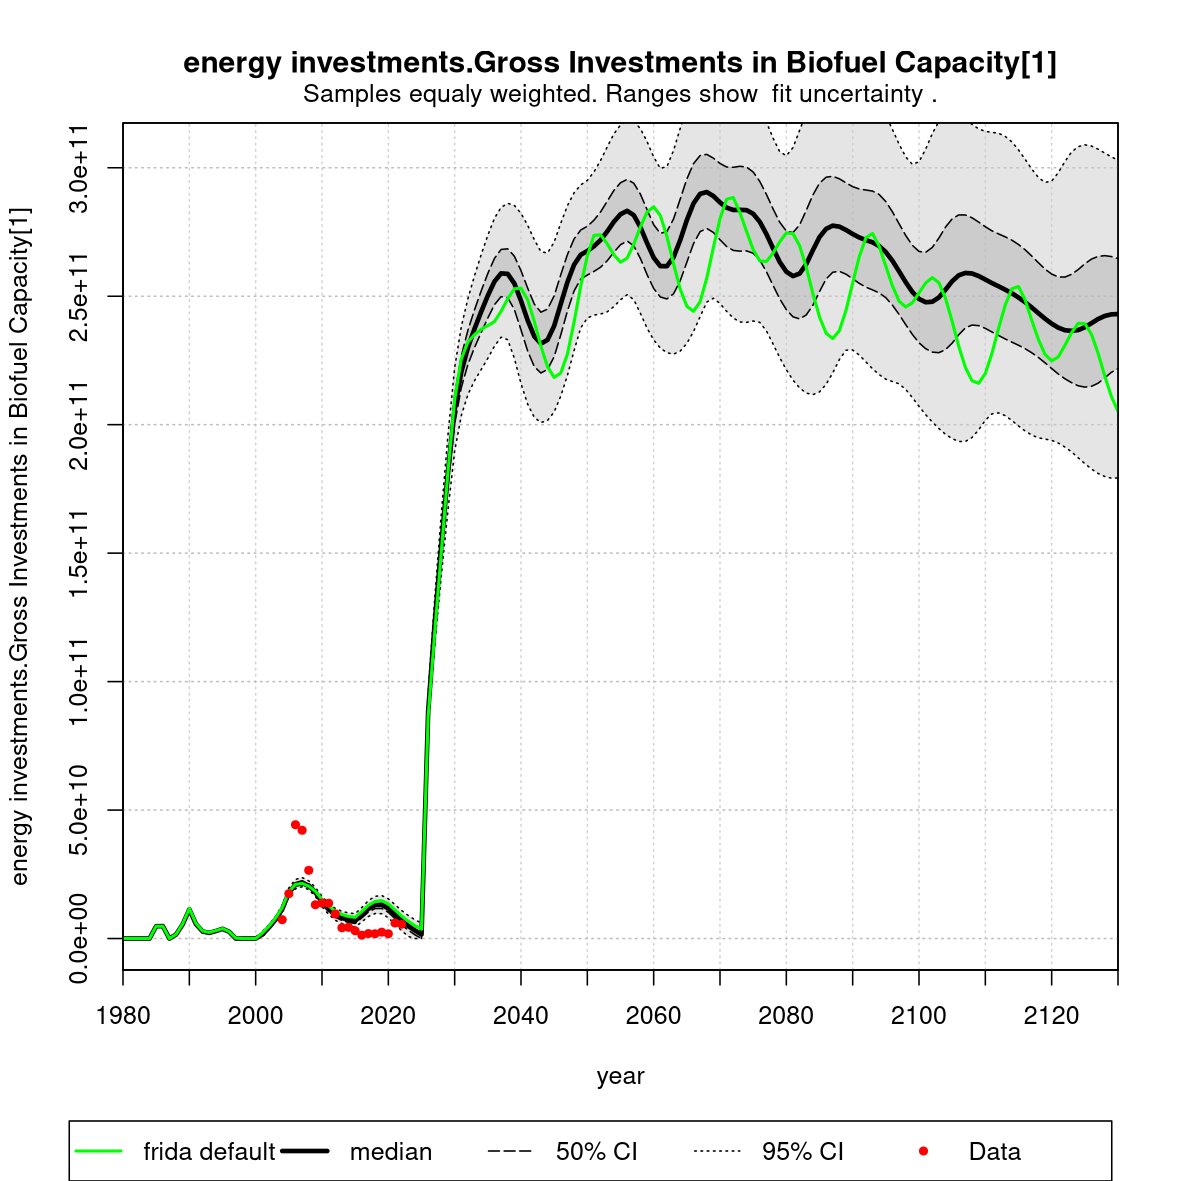 energy investments.Gross Investments in Biofuel Capacity[1]
Samples equaly weighted. Ranges show  fit uncertainty .
energy investments.Gross Investments in Biofuel Capacity[1]
3.0e+11
2.5e+11
2.0e+11
1.5e+11
1.0e+11
5.0e+10
0.0e+00
1980 2000 2020 2040 2060 2080 2100 2120
year
frida default median 50% CI 95% CI Data